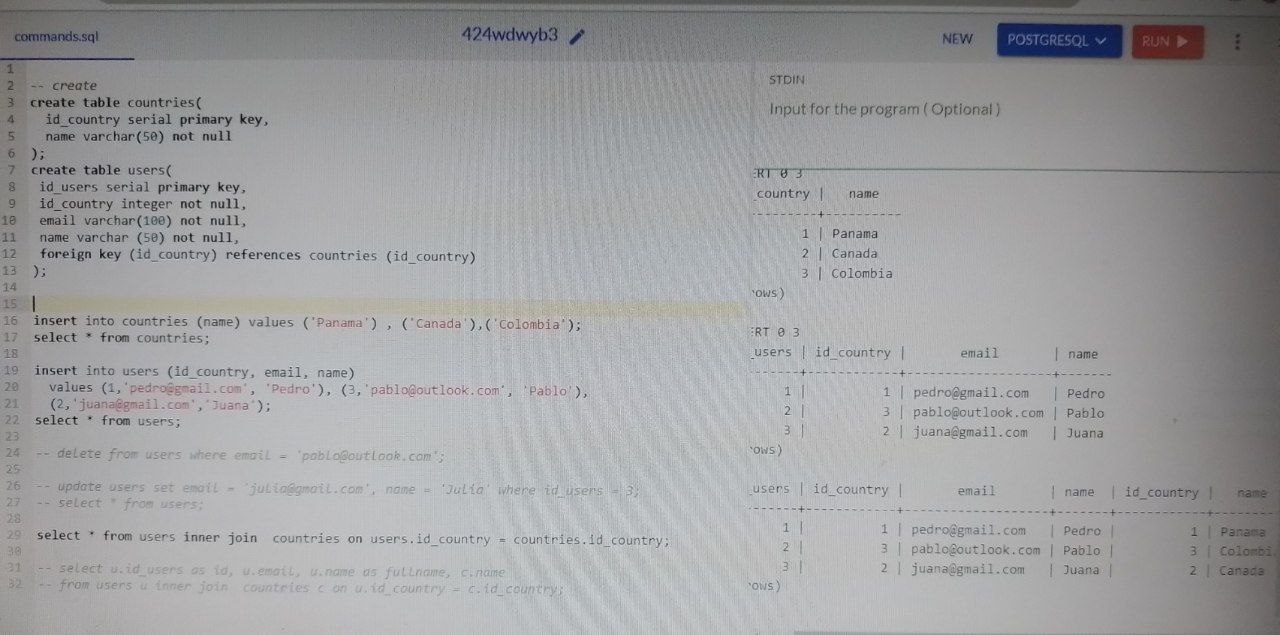 commands.sql
424wdwyb3
NEW
POSTGRESQL
RUN
1
2 -- create
3 create table countries(
4 id_country serial primary key,
5 name varchar(50) not null
6 );
7 create table users(
8 id_users serial primary key,
9 id_country integer not null,
10 email varchar(100) not null,
11 name varchar (50) not null,
12 foreign key (id_country) references countries (id_country)
13 );
14
15
16 insert into countries (name) values ('Panama') , ('Canada'),('Colombia');
17 select * from countries;
18
19 insert into users (id_country, email, name)
20 values (1,'pedro@gmail.com', 'Pedro'), (3,'pablo@outlook.com', 'Pablo'),
21 (2,'juana@gmail.com','Juana');
22 select * from users;
23
24 -- delete from users where email = 'pablo@outlook.com';
25
26 -- update users set email = 'julia@gmail.com', name = 'Julia' where id_users = 3;
27 -- select * from users;
28
29 select * from users inner join  countries on users.id_country = countries.id_country;
30
31 -- select u.id_users as id, u.email, u.name as fullname, c.name
32 -- from users u inner join  countries c on u.id_country = c.id_country;
STDIN
Input for the program ( Optional )
ERT 0 3
_country | name
---------+----------
1 | Panama
2 | Canada
3 | Colombia
rows)
ERT 0 3
_users | id_country | email | name
-------+------------+-------------------+-------
1 | 1 | pedro@gmail.com | Pedro
2 | 3 | pablo@outlook.com | Pablo
3 | 2 | juana@gmail.com | Juana
rows)
_users | id_country | email | name | id_country | name
-------+------------+-------------------+-------+------------+-------
1 | 1 | pedro@gmail.com | Pedro | 1 | Panama
2 | 3 | pablo@outlook.com | Pablo | 3 | Colombi
3 | 2 | juana@gmail.com | Juana | 2 | Canada
rows)